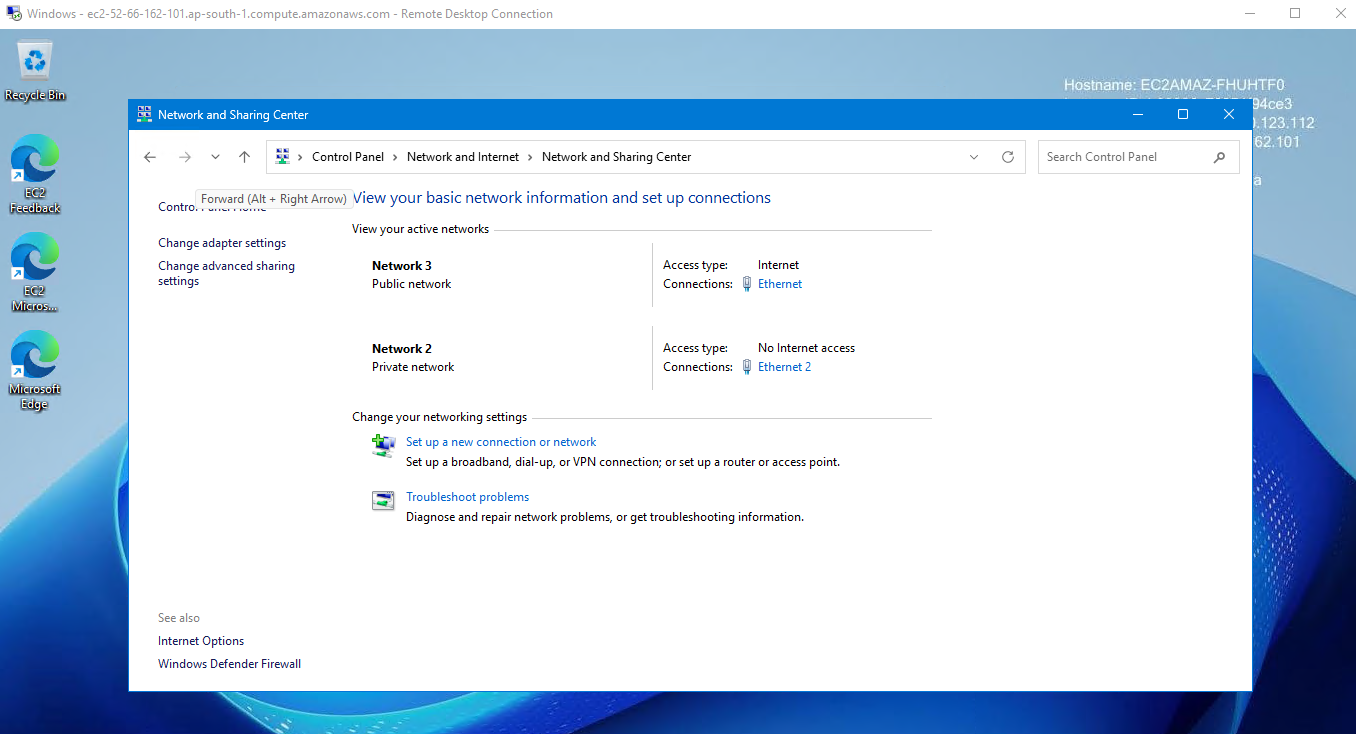 Windows - ec2-52-66-162-101.ap-south-1.compute.amazonaws.com - Remote Desktop Connection
Recycle Bin
Hostname: EC2AMAZ-FHUHTF0
94ce3
.123.112
62.101
a
Network and Sharing Center
Control Panel
Network and Internet
Network and Sharing Center
Search Control Panel
EC2
Feedback
EC2
Micros...
Microsoft
Edge
Forward (Alt + Right Arrow)
Control Panel Home
Change adapter settings
Change advanced sharing
settings
View your basic network information and set up connections
View your active networks
Network 3
Public network
Access type: Internet
Connections: Ethernet
Network 2
Private network
Access type: No Internet access
Connections: Ethernet 2
Change your networking settings
Set up a new connection or network
Set up a broadband, dial-up, or VPN connection; or set up a router or access point.
Troubleshoot problems
Diagnose and repair network problems, or get troubleshooting information.
See also
Internet Options
Windows Defender Firewall